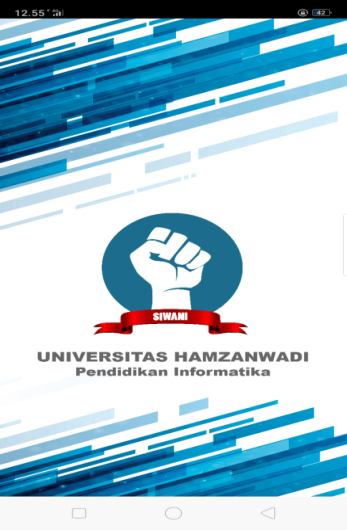 12.55
42
SIWANI
UNIVERSITAS HAMZANWADI
Pendidikan Informatika